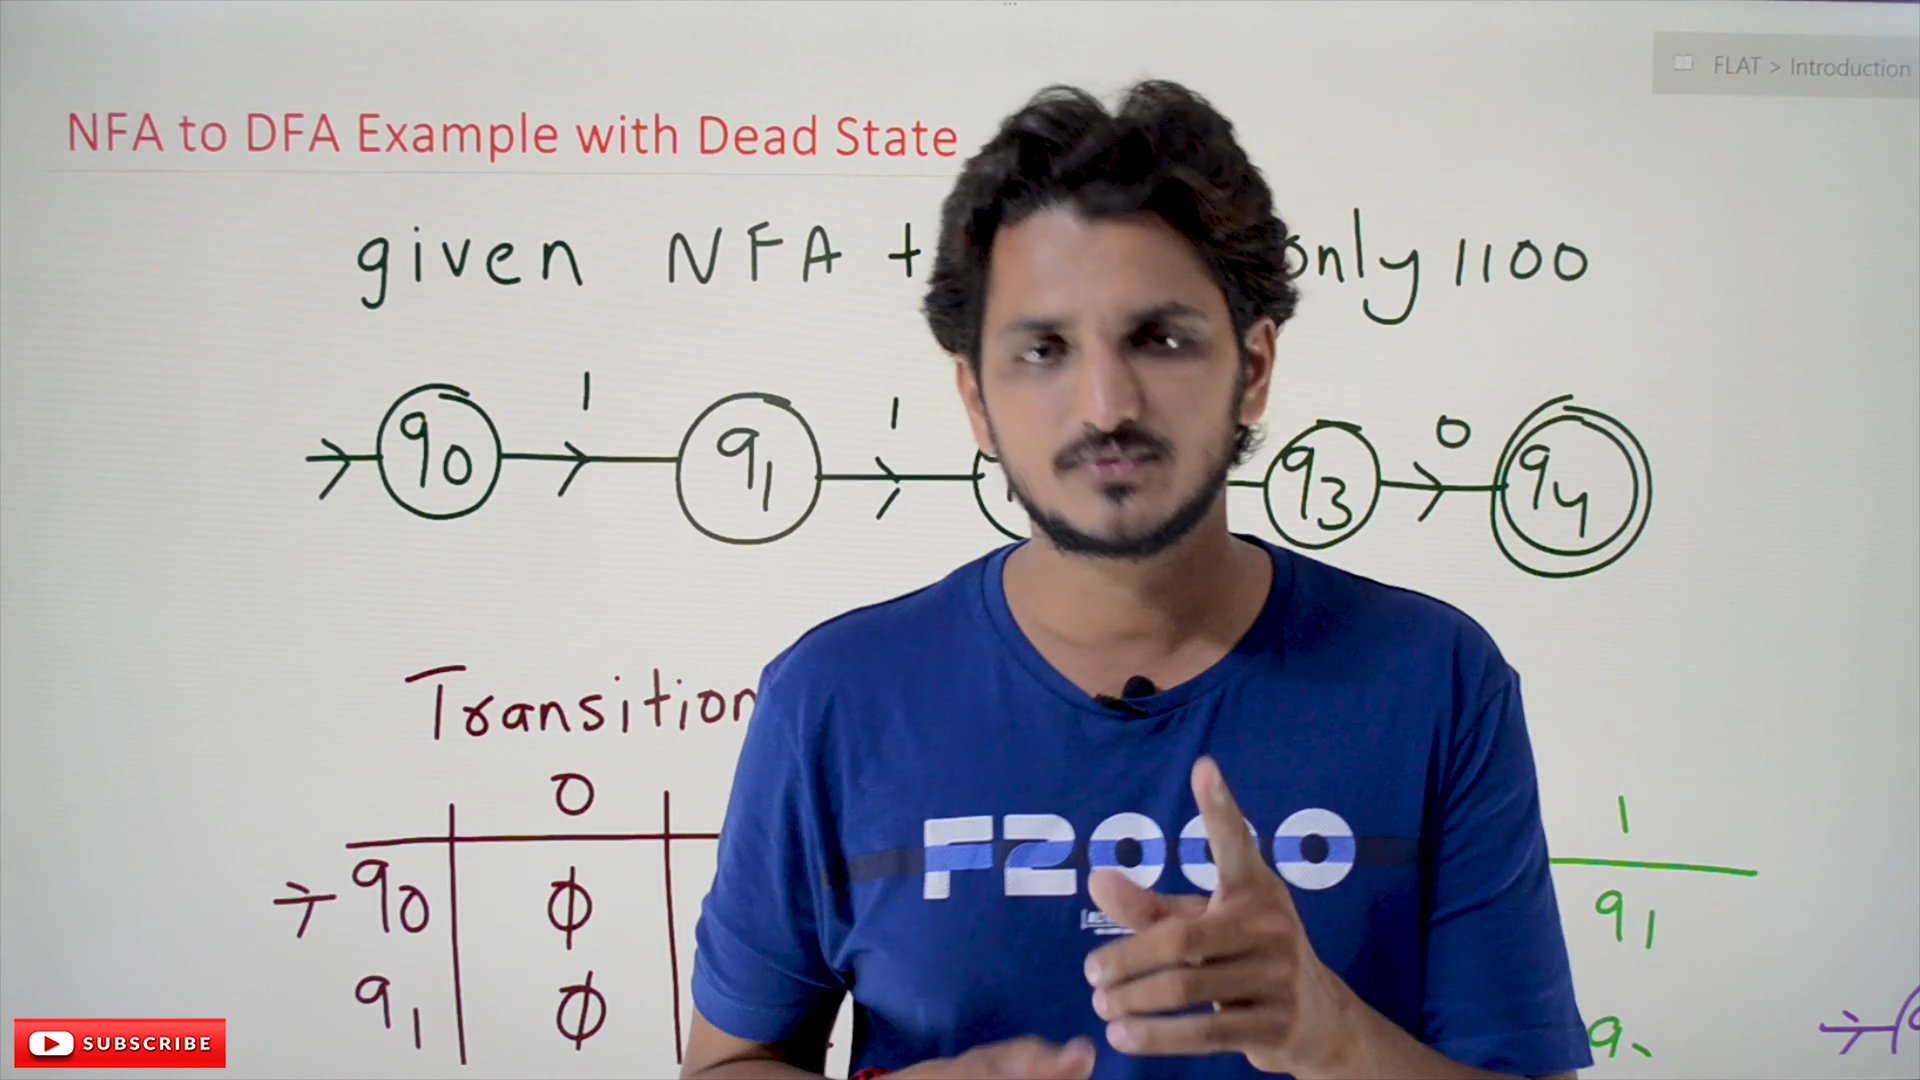 FLAT > Introduction
NFA to DFA Example with Dead State
given NFA only 1100
1 1 0
q0 q1 q3 q4
Transition
0 1
q0 φ q1
q1 φ
F2000
SUBSCRIBE